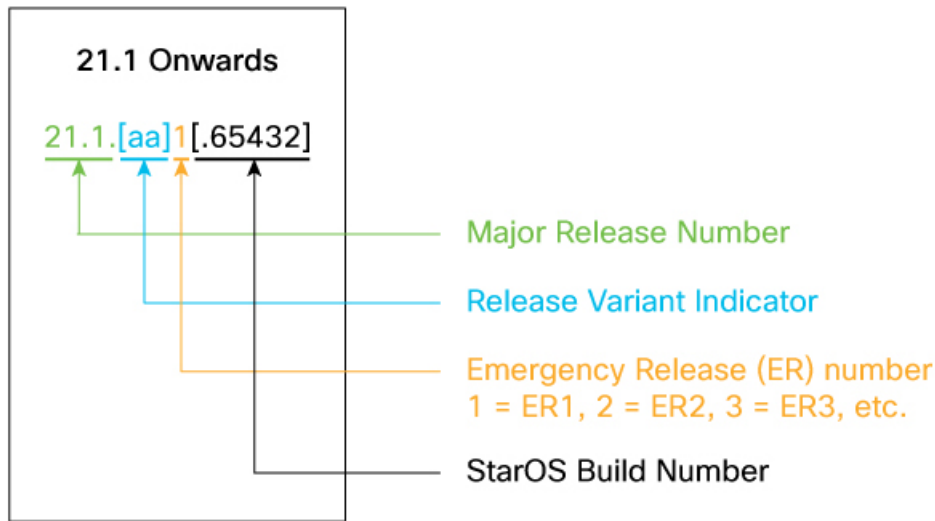 21.1 Onwards
21.1.[aa]1[.65432]
Major Release Number
Release Variant Indicator
Emergency Release (ER) number
1 = ER1, 2 = ER2, 3 = ER3, etc.
StarOS Build Number